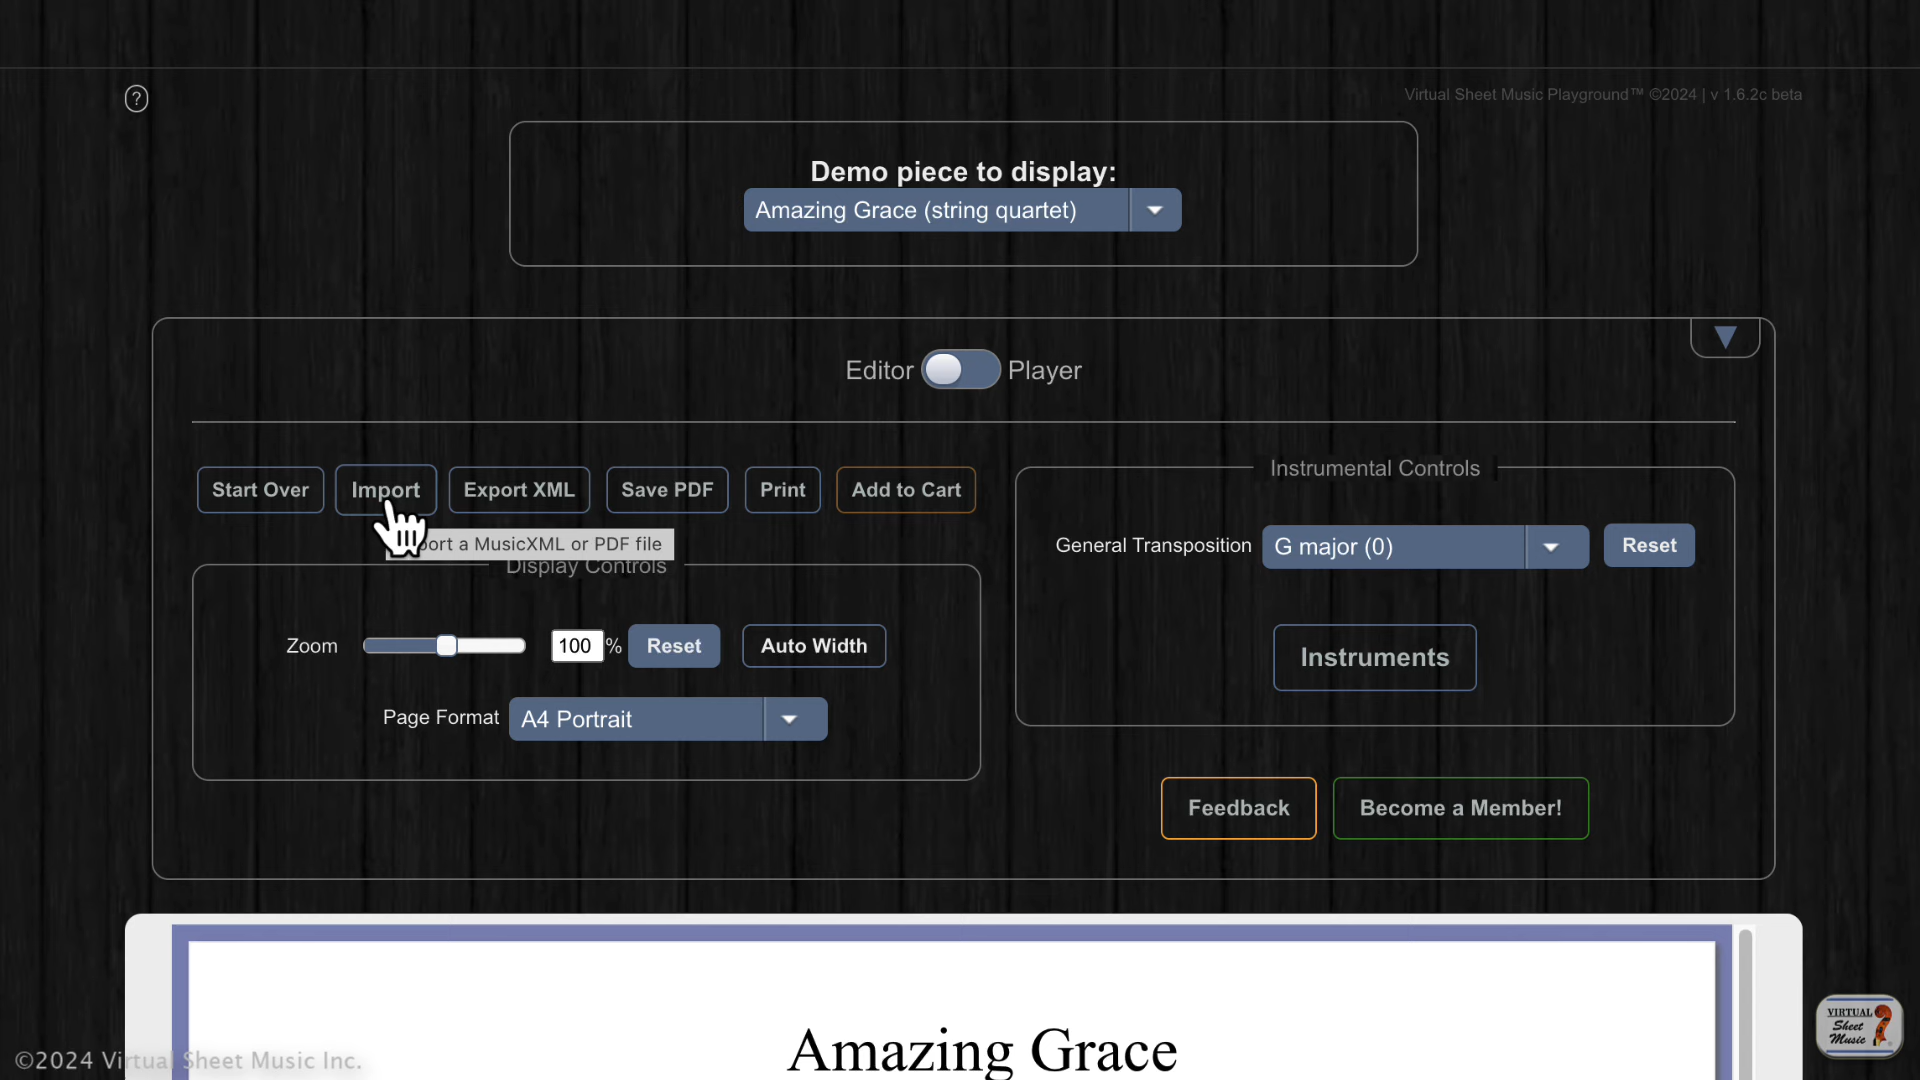 ?
Virtual Sheet Music Playground™ ©2024 | v 1.6.2c beta
Demo piece to display:
Amazing Grace (string quartet)
Editor Player
Start Over Import Export XML Save PDF Print Add to Cart
port a MusicXML or PDF file
Display Controls
Zoom 100 % Reset Auto Width
Page Format A4 Portrait
Instrumental Controls
General Transposition G major (0) Reset
Instruments
Feedback Become a Member!
Amazing Grace
©2024 Virtual Sheet Music Inc.
VIRTUAL
Sheet
Music